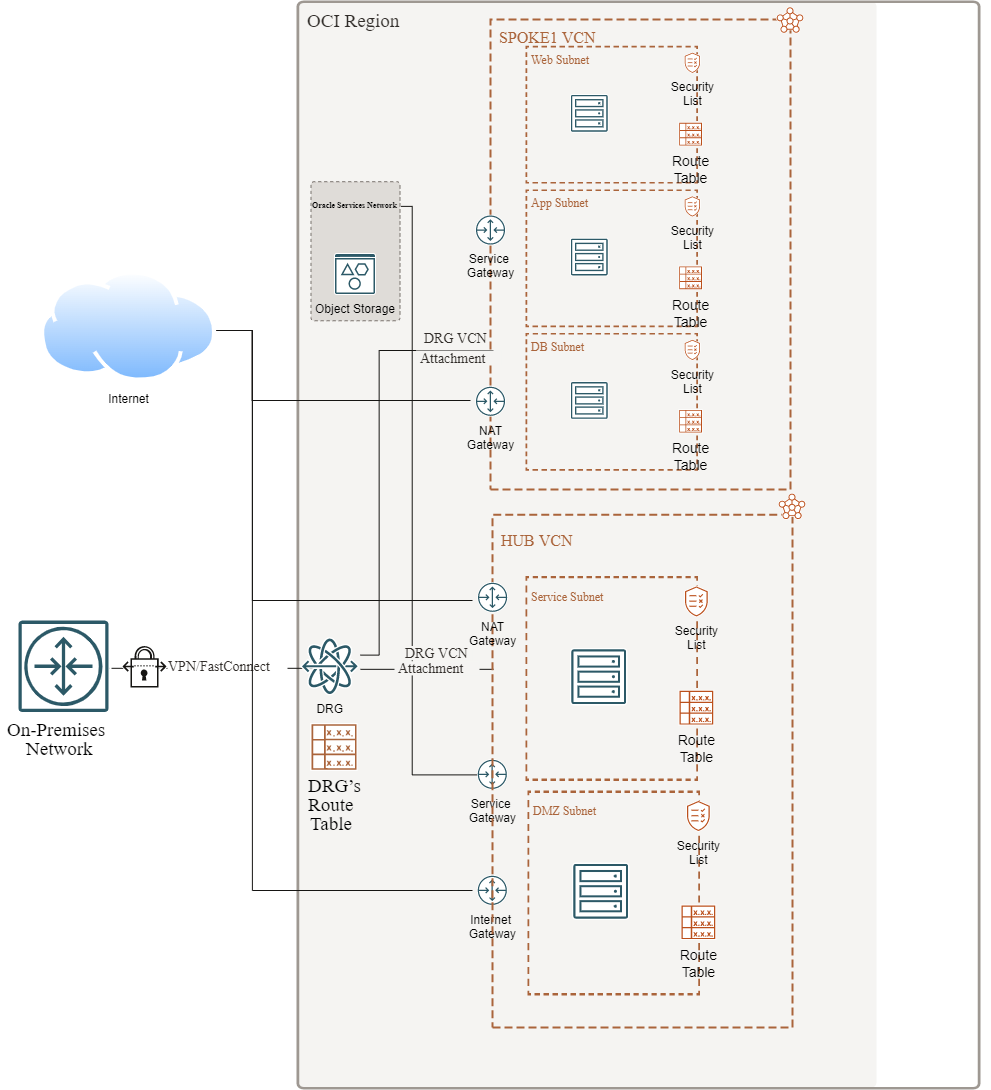 OCI Region
SPOKE1 VCN
Web Subnet
Security
List
Route
Table
App Subnet
Security
List
Route
Table
DB Subnet
Security
List
Route
Table
Oracle Services Network
Object Storage
Service
Gateway
DRG VCN
Attachment
NAT
Gateway
Internet
HUB VCN
Service Subnet
Security
List
Route
Table
NAT
Gateway
DRG VCN
Attachment
VPN/FastConnect
On-Premises
Network
DRG
x.x.x.
x.x.x.
x.x.x.
DRG's
Route
Table
Service
Gateway
DMZ Subnet
Security
List
x.x.x.
x.x.x.
x.x.x.
Route
Table
Internet
Gateway